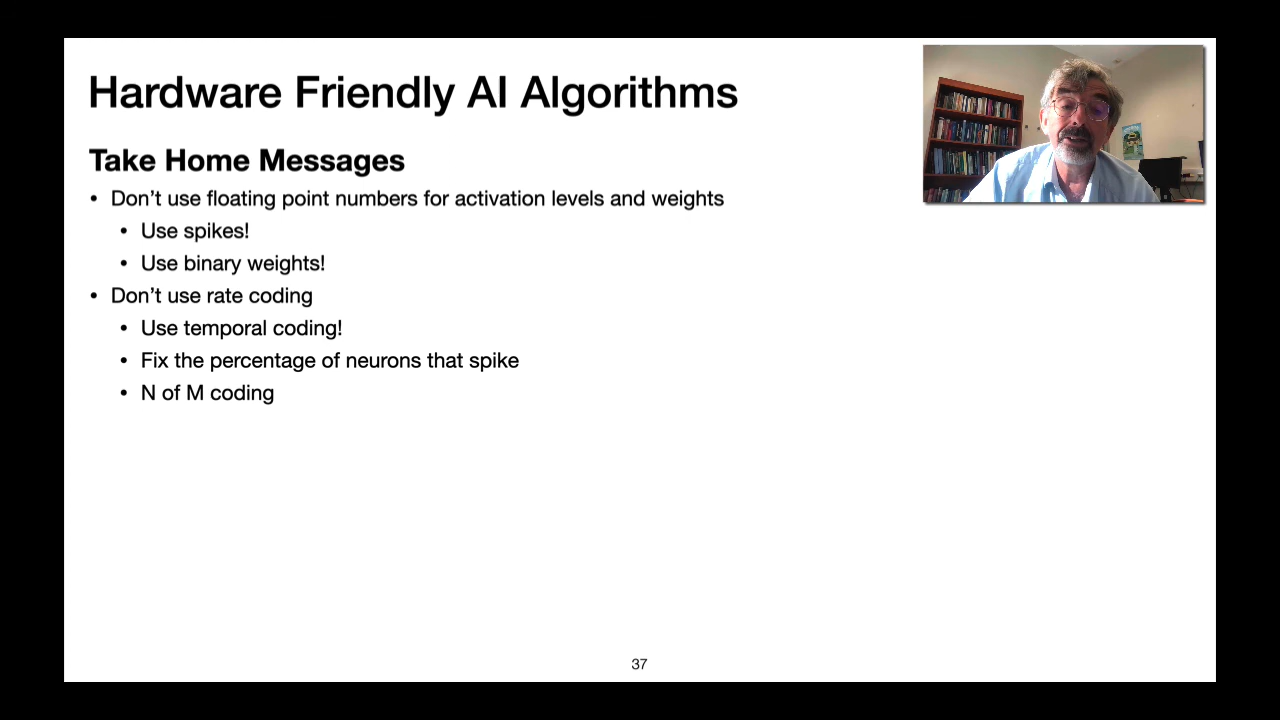 Hardware Friendly AI Algorithms
Take Home Messages
• Don’t use floating point numbers for activation levels and weights
• Use spikes!
• Use binary weights!
• Don’t use rate coding
• Use temporal coding!
• Fix the percentage of neurons that spike
• N of M coding
37